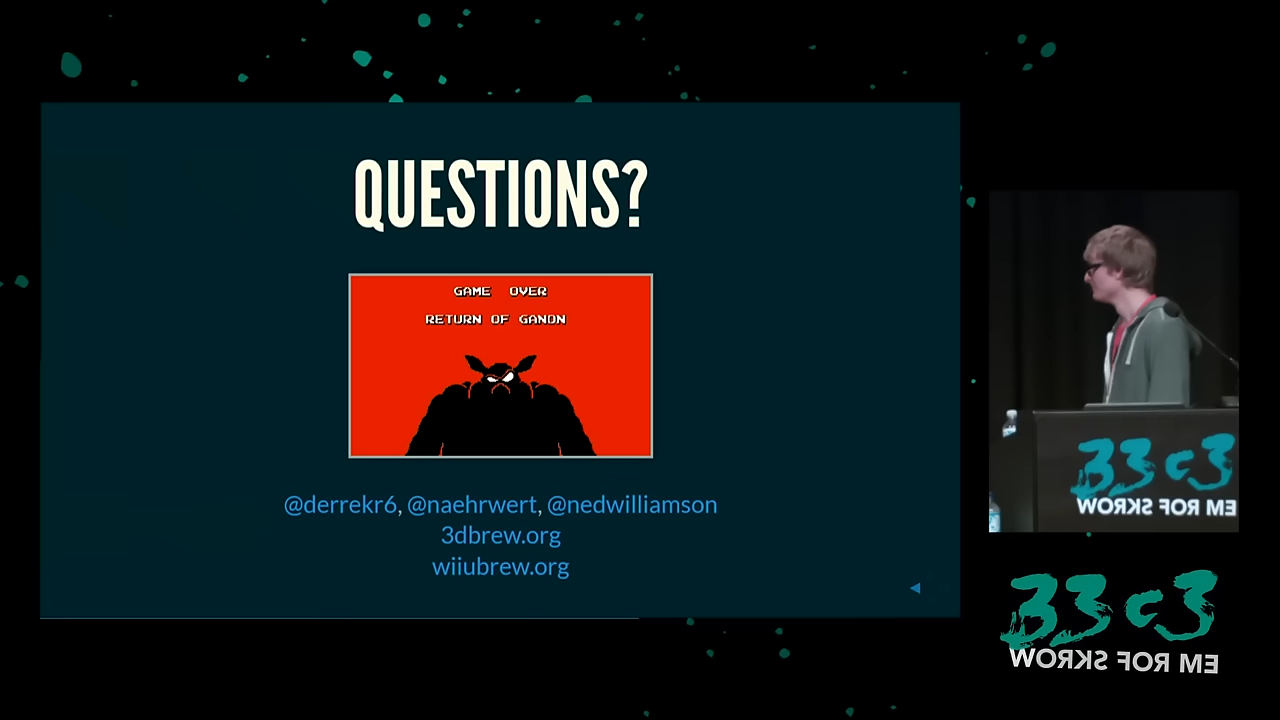 QUESTIONS?
GAME OVER
RETURN OF GANON
@derrekr6, @naehrwert, @nedwilliamson
3dbrew.org
wiiubrew.org
33c3
WORKS FOR ME
33c3
WORKS FOR ME